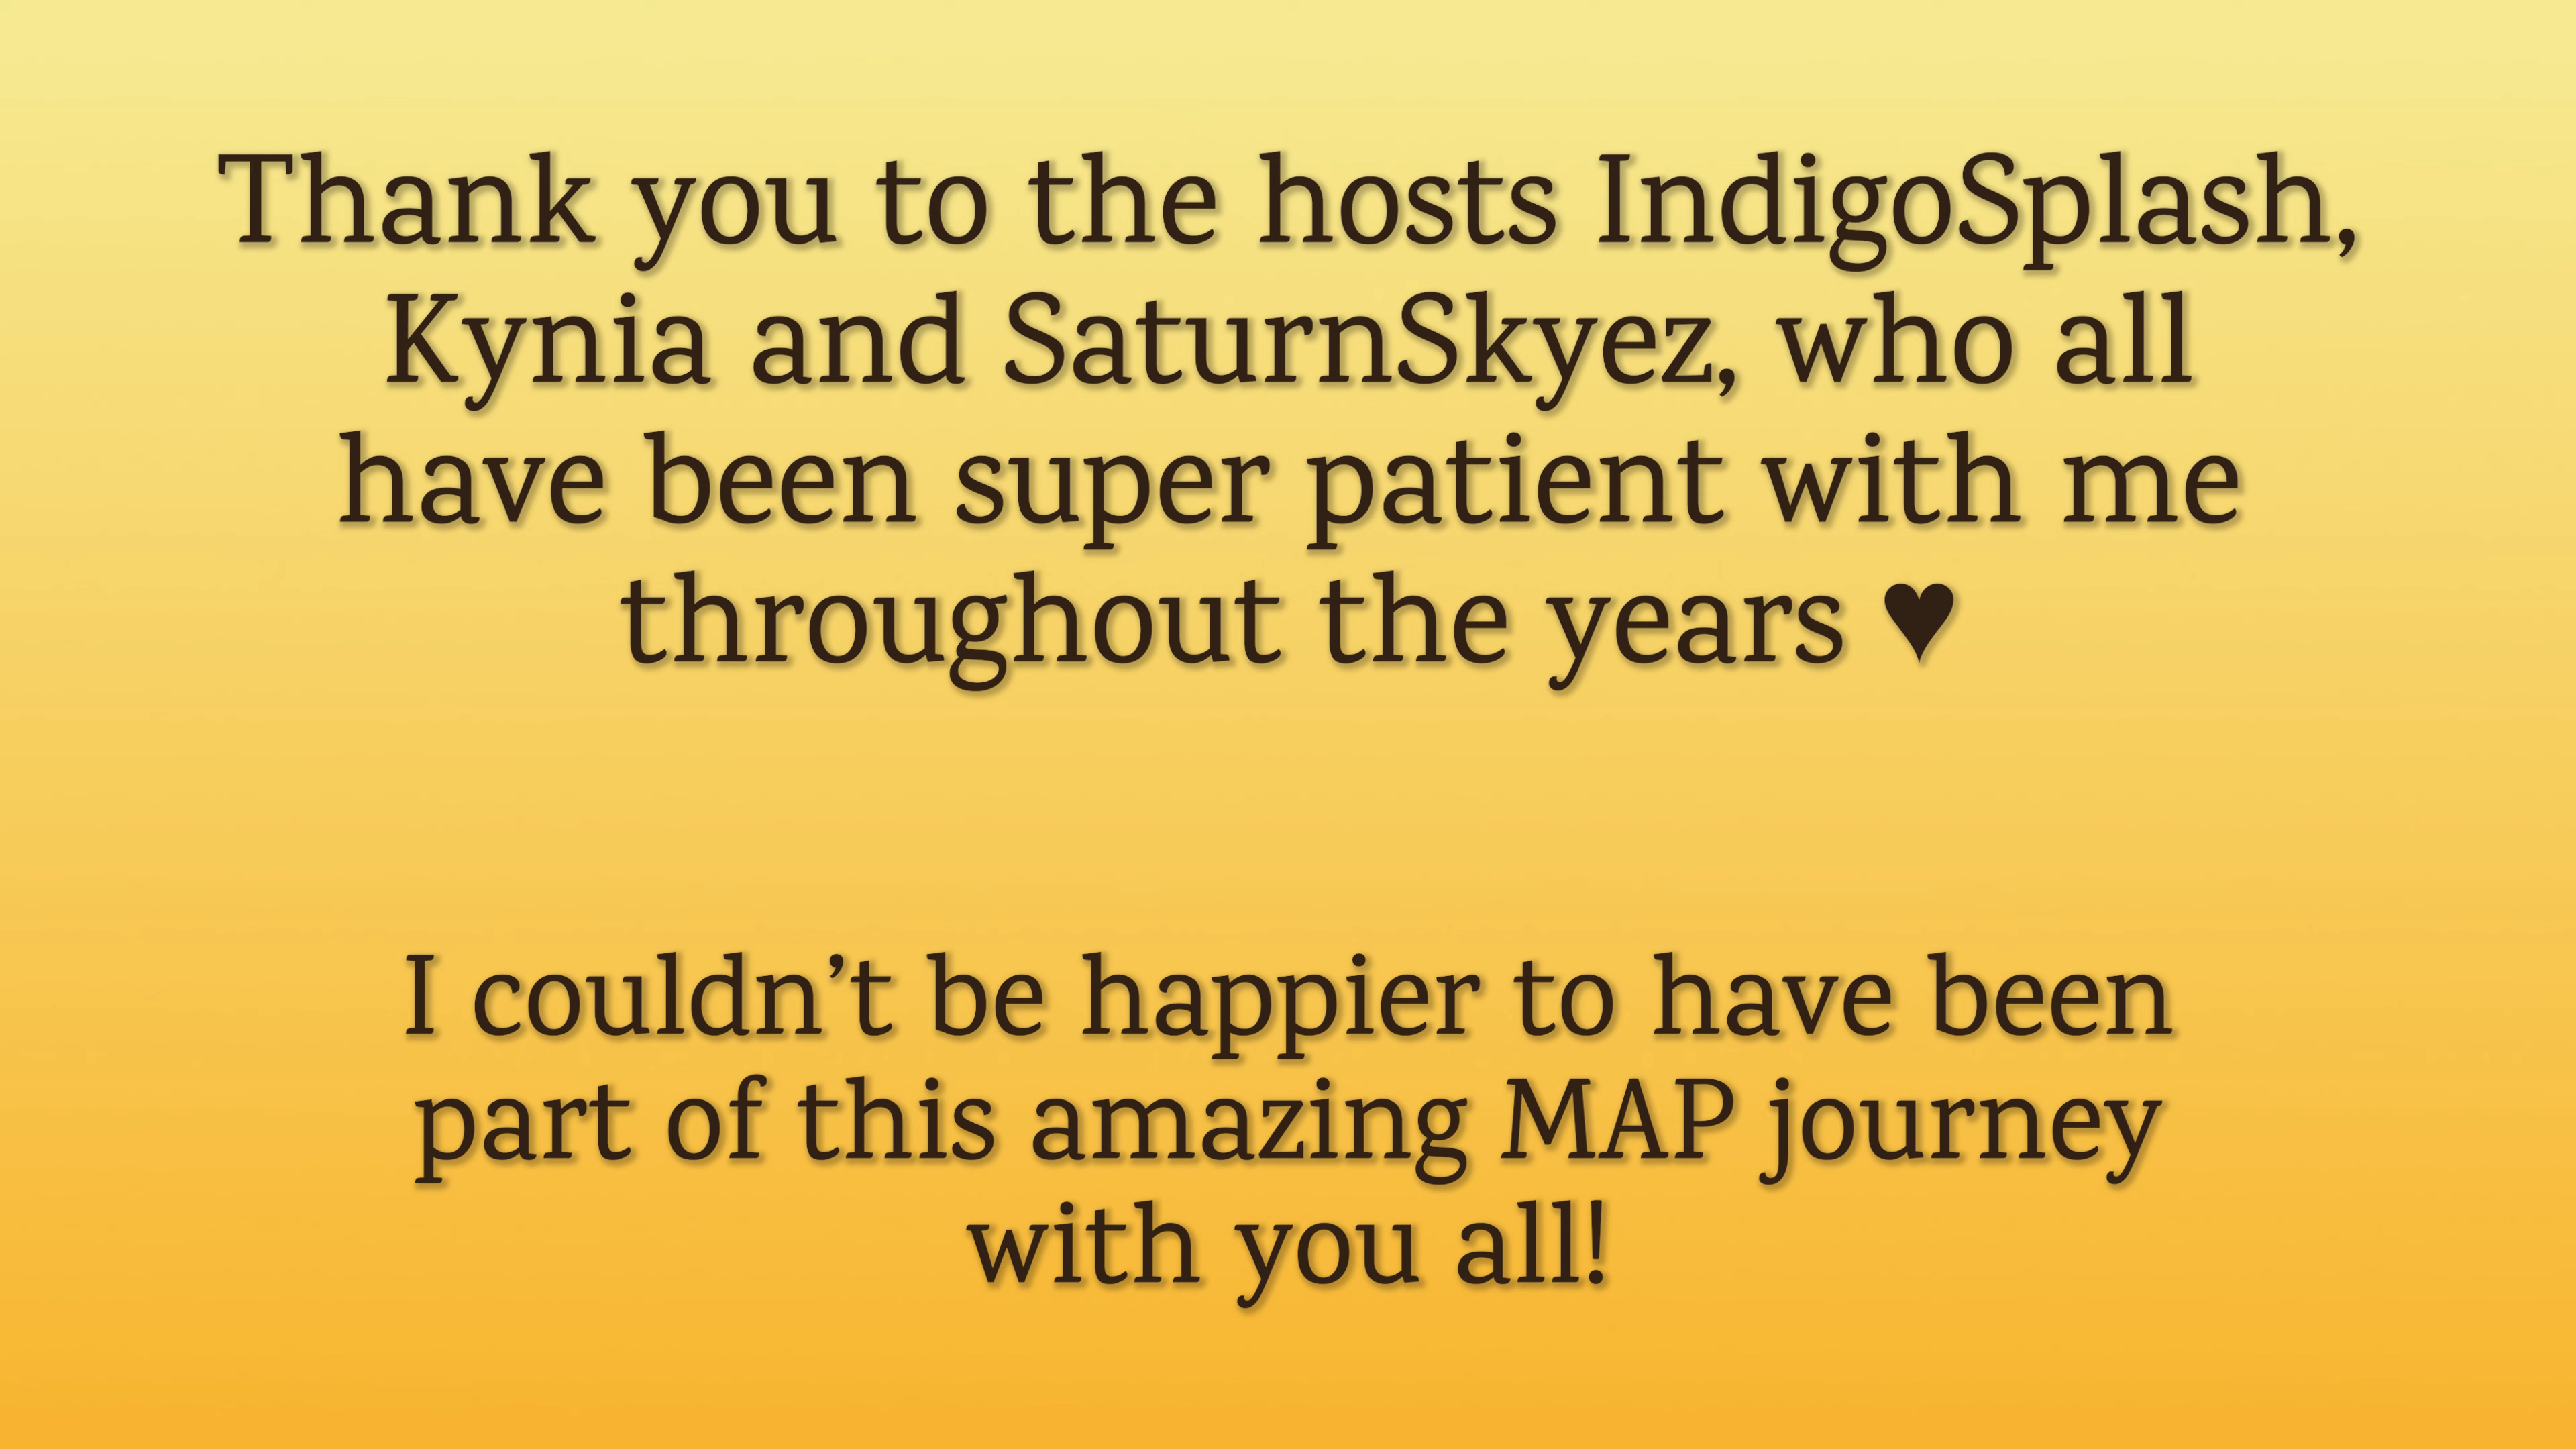 Thank you to the hosts IndigoSplash,
Kynia and SaturnSkyez, who all
have been super patient with me
throughout the years ♥
I couldn’t be happier to have been
part of this amazing MAP journey
with you all!